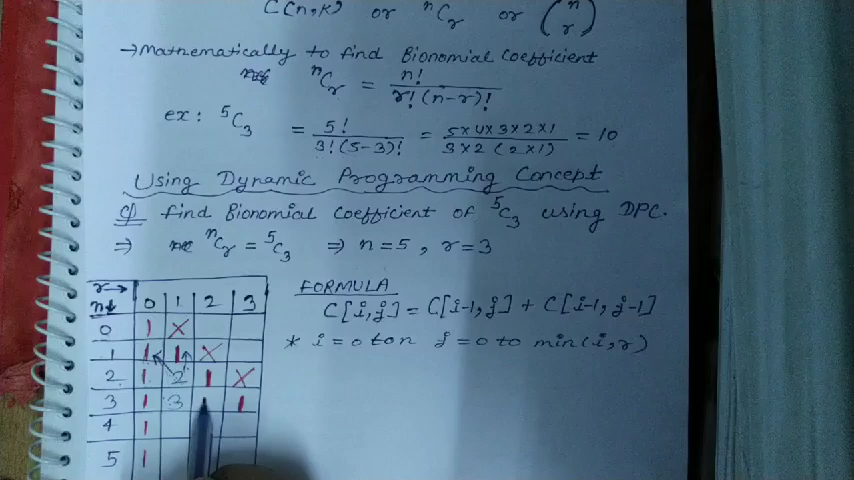 C(n,k) or ⁿCᵣ or (n r)
→Mathematically to find Bionomial Coefficient
ⁿCᵣ = n! / r!(n-r)!
ex: ⁵C₃ = 5! / 3!(5-3)! = 5×4×3×2×1 / 3×2(2×1) = 10
Using Dynamic Programming Concept
Q) find Bionomial Coefficient of ⁵C₃ using DPC.
⇒ ⁿCᵣ = ⁵C₃ ⇒ n=5, r=3
r→ 0 1 2 3
n↓
0 1 X
1 1 1 X
2 1 2 1 X
3 1 3 1
4 1
5 1
FORMULA
C[i,j] = C[i-1,j] + C[i-1,j-1]
* i=0 to n j=0 to min(i,r)